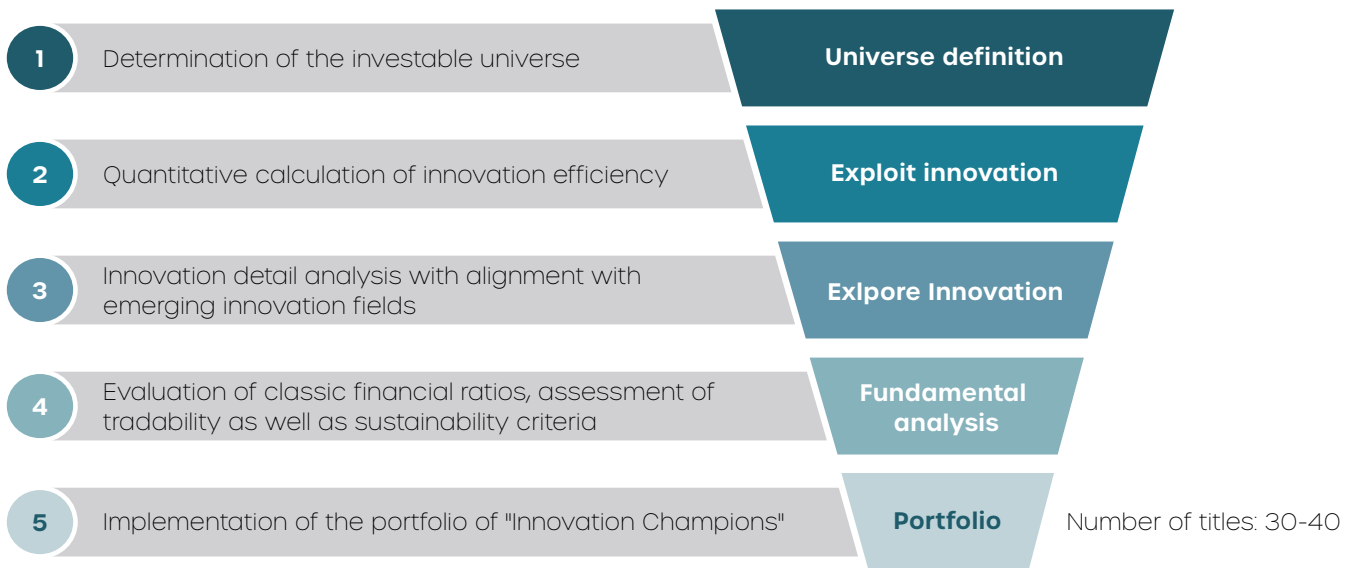 1
Determination of the investable universe
Universe definition
2
Quantitative calculation of innovation efficiency
Exploit innovation
3
Innovation detail analysis with alignment with
emerging innovation fields
Exlpore Innovation
4
Evaluation of classic financial ratios, assessment of
tradability as well as sustainability criteria
Fundamental
analysis
5
Implementation of the portfolio of "Innovation Champions"
Portfolio
Number of titles: 30-40